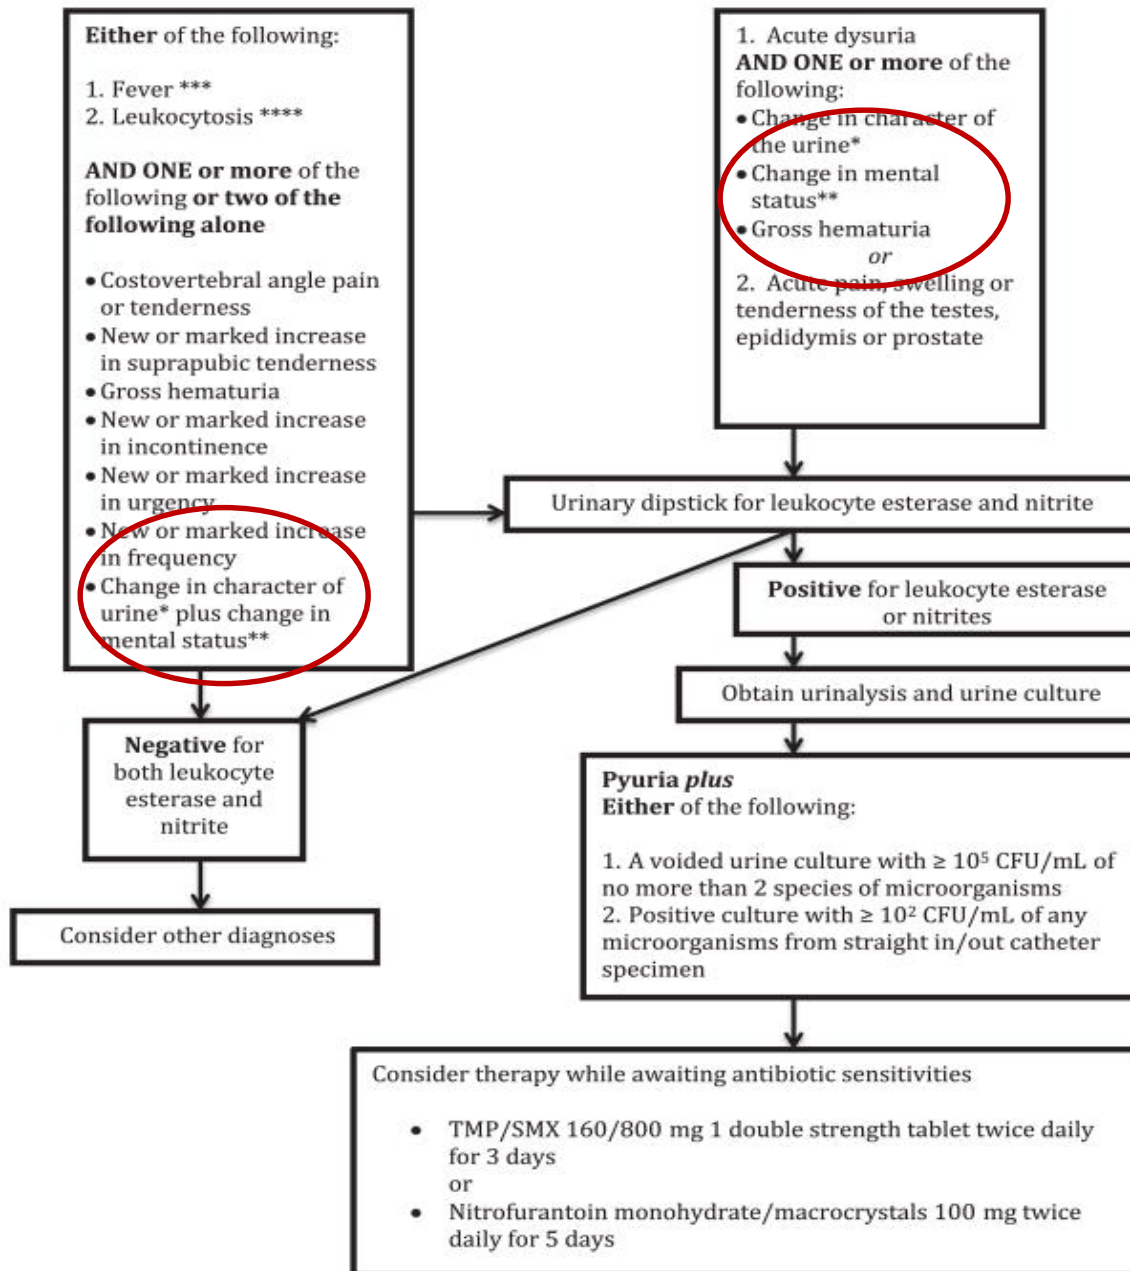 Either of the following:
1. Fever ***
2. Leukocytosis ****
AND ONE or more of the
following or two of the
following alone
• Costovertebral angle pain
or tenderness
• New or marked increase
in suprapubic tenderness
• Gross hematuria
• New or marked increase
in incontinence
• New or marked increase
in urgency
• New or marked increase
in frequency
• Change in character of
urine* plus change in
mental status**
1. Acute dysuria
AND ONE or more of the
following:
• Change in character of
the urine*
• Change in mental
status**
• Gross hematuria
or
2. Acute pain, swelling or
tenderness of the testes,
epididymis or prostate
Urinary dipstick for leukocyte esterase and nitrite
Positive for leukocyte esterase
or nitrites
Obtain urinalysis and urine culture
Negative for
both leukocyte
esterase and
nitrite
Consider other diagnoses
Pyuria plus
Either of the following:
1. A voided urine culture with ≥ 10⁵ CFU/mL of
no more than 2 species of microorganisms
2. Positive culture with ≥ 10² CFU/mL of any
microorganisms from straight in/out catheter
specimen
Consider therapy while awaiting antibiotic sensitivities
• TMP/SMX 160/800 mg 1 double strength tablet twice daily
for 3 days
or
• Nitrofurantoin monohydrate/macrocrystals 100 mg twice
daily for 5 days